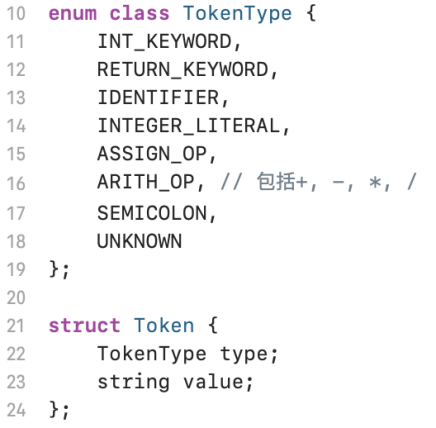 10 enum class TokenType {
11     INT_KEYWORD,
12     RETURN_KEYWORD,
13     IDENTIFIER,
14     INTEGER_LITERAL,
15     ASSIGN_OP,
16     ARITH_OP, // 包括+, -, *, /
17     SEMICOLON,
18     UNKNOWN
19 };
20
21 struct Token {
22     TokenType type;
23     string value;
24 };